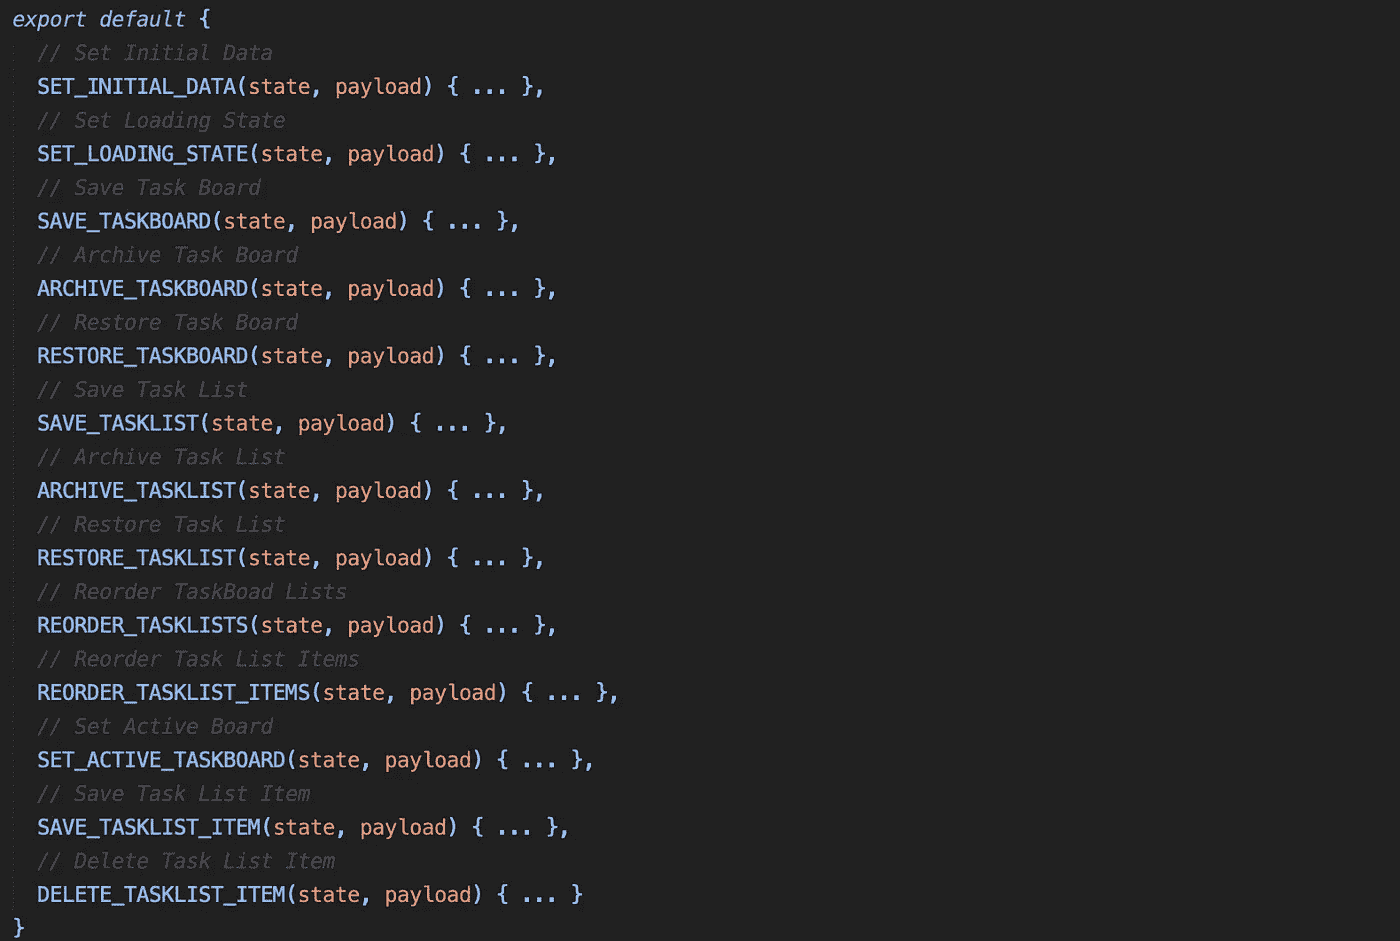 export default {
// Set Initial Data
SET_INITIAL_DATA(state, payload) { ... },
// Set Loading State
SET_LOADING_STATE(state, payload) { ... },
// Save Task Board
SAVE_TASKBOARD(state, payload) { ... },
// Archive Task Board
ARCHIVE_TASKBOARD(state, payload) { ... },
// Restore Task Board
RESTORE_TASKBOARD(state, payload) { ... },
// Save Task List
SAVE_TASKLIST(state, payload) { ... },
// Archive Task List
ARCHIVE_TASKLIST(state, payload) { ... },
// Restore Task List
RESTORE_TASKLIST(state, payload) { ... },
// Reorder TaskBoad Lists
REORDER_TASKLISTS(state, payload) { ... },
// Reorder Task List Items
REORDER_TASKLIST_ITEMS(state, payload) { ... },
// Set Active Board
SET_ACTIVE_TASKBOARD(state, payload) { ... },
// Save Task List Item
SAVE_TASKLIST_ITEM(state, payload) { ... },
// Delete Task List Item
DELETE_TASKLIST_ITEM(state, payload) { ... }
}